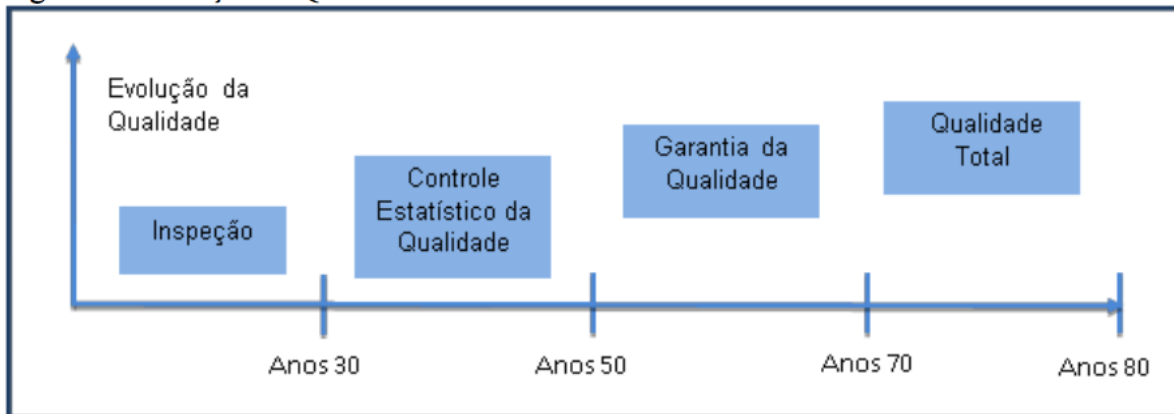 Evolução da
Qualidade
Inspeção
Controle
Estatístico da
Qualidade
Garantia da
Qualidade
Qualidade
Total
Anos 30
Anos 50
Anos 70
Anos 80